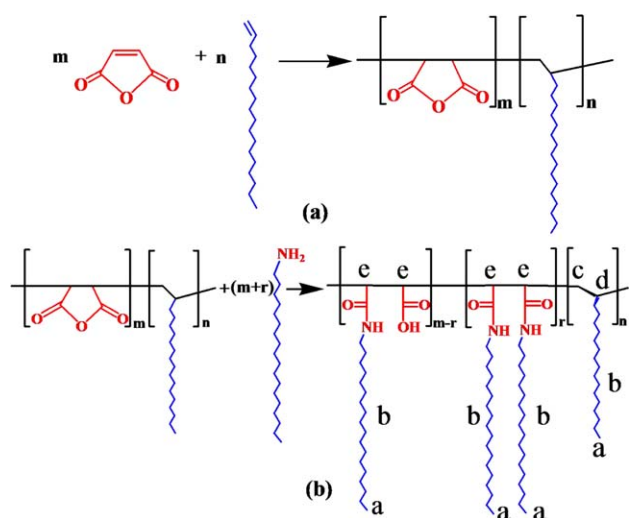 m + n
O O O
O O O
m n
(a)
NH₂
O O O
m n
+(m+r)
e e
O O
NH OH
m-r
e e
O O
NH NH
r
c d
n
b b b b
a a a a
(b)